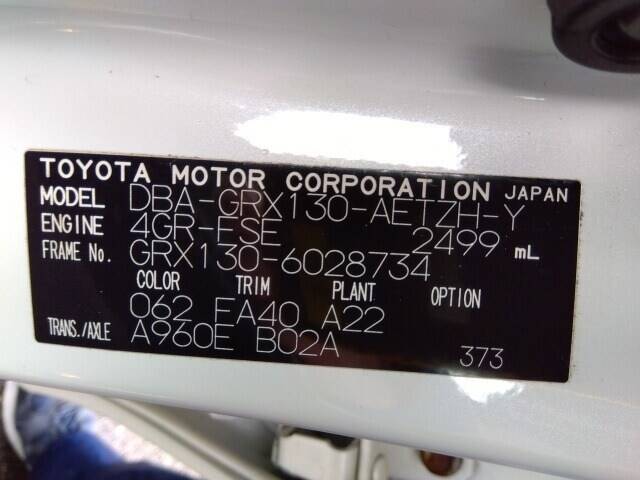 TOYOTA MOTOR CORPORATION JAPAN
MODEL DBA-GRX130-AETZH-Y
ENGINE 4GR-FSE 2499 mL
FRAME No. GRX130-6028734
COLOR TRIM PLANT OPTION
062 FA40 A22
TRANS./AXLE A960E B02A 373